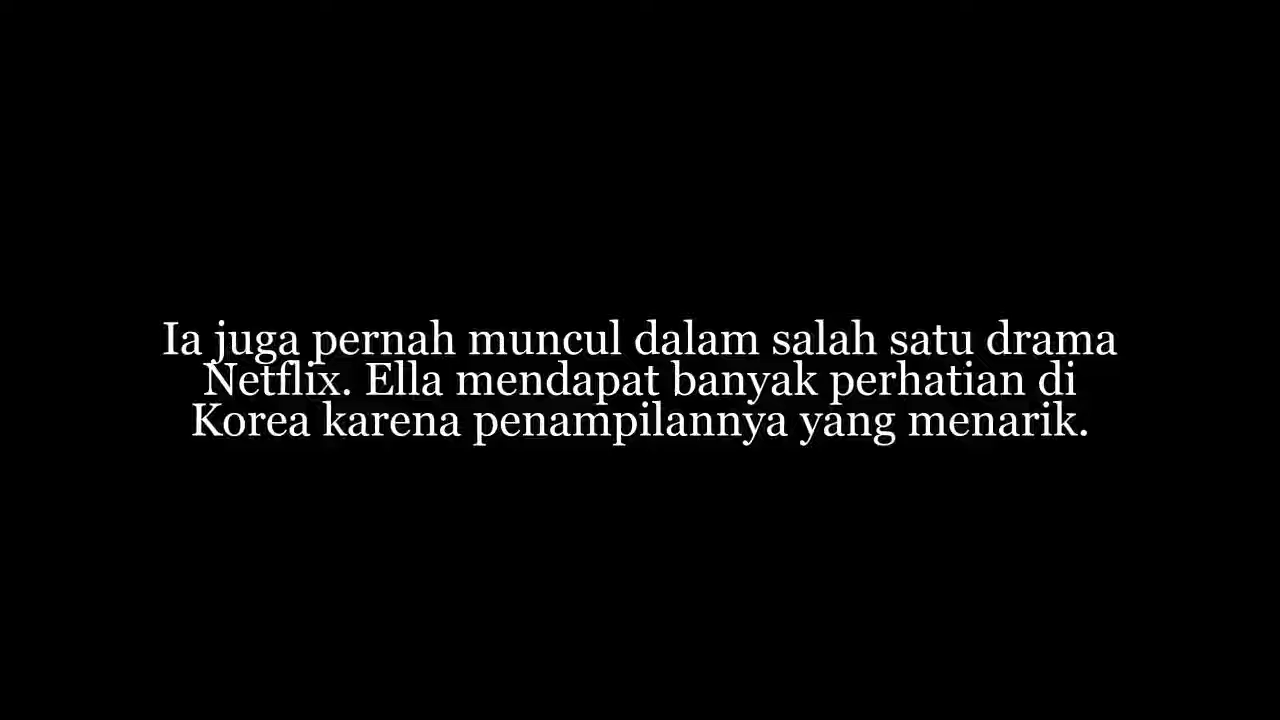 Ia juga pernah muncul dalam salah satu drama
Netflix. Ella mendapat banyak perhatian di
Korea karena penampilannya yang menarik.